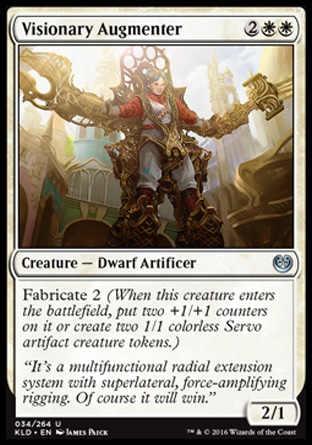 Visionary Augmenter 2
Creature — Dwarf Artificer
Fabricate 2 (When this creature enters
the battlefield, put two +1/+1 counters
on it or create two 1/1 colorless Servo
artifact creature tokens.)
“It’s a multifunctional radial extension
system with superlateral, force-amplifying
rigging. Of course it will win.”
2/1
034/264 U
KLD • EN James Paick ™ & © 2016 Wizards of the Coast